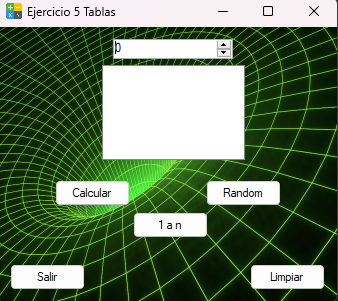 Ejercicio 5 Tablas
0
Calcular
Random
1 a n
Salir
Limpiar